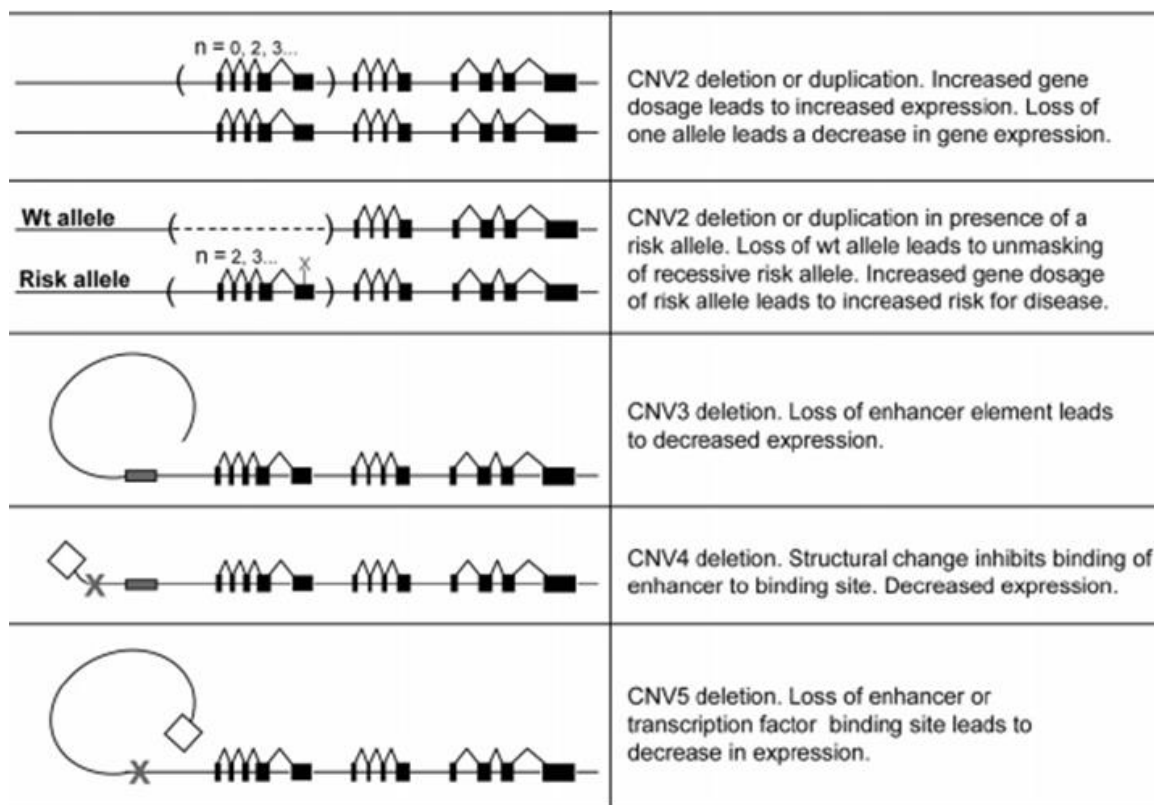 n = 0, 2, 3...
CNV2 deletion or duplication. Increased gene
dosage leads to increased expression. Loss of
one allele leads a decrease in gene expression.
Wt allele
n = 2, 3...
x
Risk allele
CNV2 deletion or duplication in presence of a
risk allele. Loss of wt allele leads to unmasking
of recessive risk allele. Increased gene dosage
of risk allele leads to increased risk for disease.
CNV3 deletion. Loss of enhancer element leads
to decreased expression.
X
CNV4 deletion. Structural change inhibits binding of
enhancer to binding site. Decreased expression.
X
CNV5 deletion. Loss of enhancer or
transcription factor binding site leads to
decrease in expression.